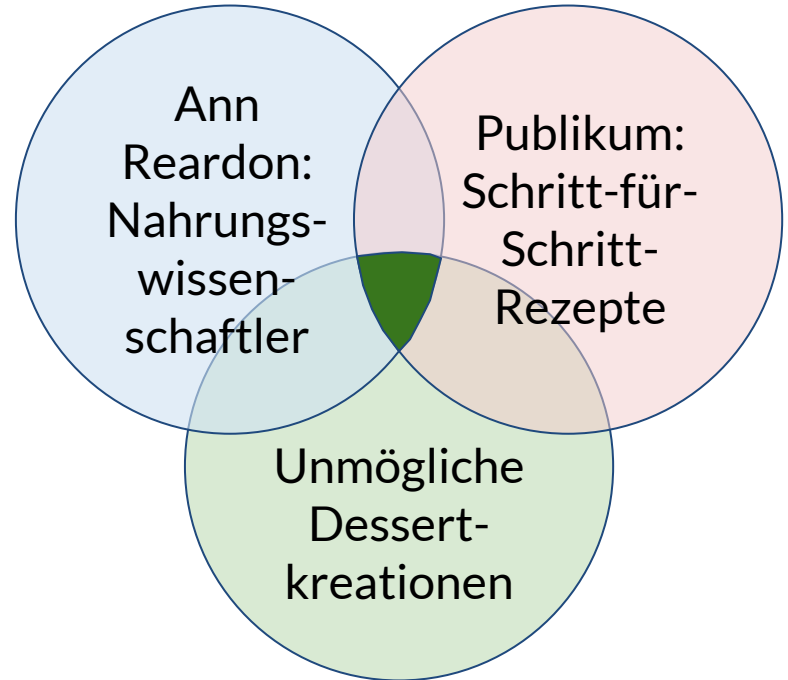 Ann
Reardon:
Nahrungs-
wissen-
schaftler
Publikum:
Schritt-für-
Schritt-
Rezepte
Unmögliche
Dessert-
kreationen